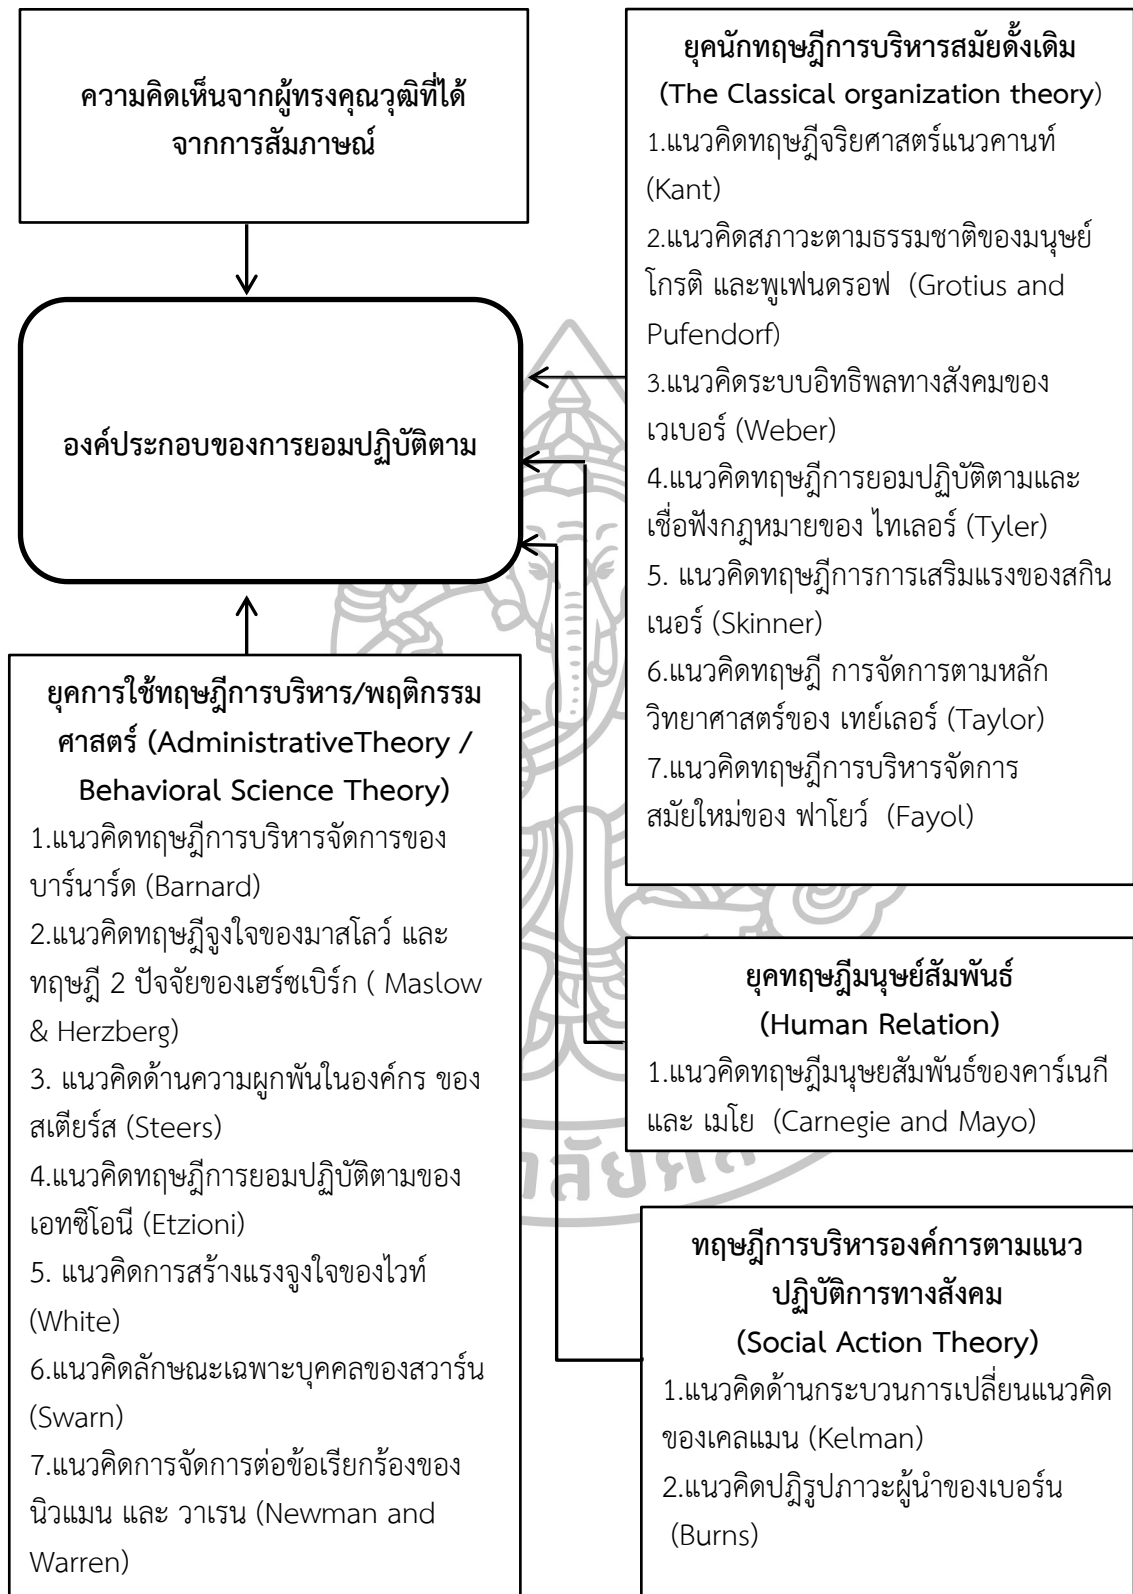 ความคิดเห็นจากผู้ทรงคุณวุฒิที่ได้
จากการสัมภาษณ์
องค์ประกอบของการยอมปฏิบัติตาม
ยุคการใช้ทฤษฎีการบริหาร/พฤติกรรม
ศาสตร์ (AdministrativeTheory /
Behavioral Science Theory)
1.แนวคิดทฤษฎีการบริหารจัดการของ
บาร์นาร์ด (Barnard)
2.แนวคิดทฤษฎีจูงใจของมาสโลว์ และ
ทฤษฎี 2 ปัจจัยของเฮร์ซเบิร์ก ( Maslow
& Herzberg)
3. แนวคิดด้านความผูกพันในองค์กร ของ
สเตียร์ส (Steers)
4.แนวคิดทฤษฎีการยอมปฏิบัติตามของ
เอทซิโอนี (Etzioni)
5. แนวคิดการสร้างแรงจูงใจของไวท์
(White)
6.แนวคิดลักษณะเฉพาะบุคคลของสวาร์น
(Swarn)
7.แนวคิดการจัดการต่อข้อเรียกร้องของ
นิวแมน และ วาเรน (Newman and
Warren)
ยุคนักทฤษฎีการบริหารสมัยดั้งเดิม
(The Classical organization theory)
1.แนวคิดทฤษฎีจริยศาสตร์แนวคานท์
(Kant)
2.แนวคิดสภาวะตามธรรมชาติของมนุษย์
โกรติ และพูเฟนดรอฟ (Grotius and
Pufendorf)
3.แนวคิดระบบอิทธิพลทางสังคมของ
เวเบอร์ (Weber)
4.แนวคิดทฤษฎีการยอมปฏิบัติตามและ
เชื่อฟังกฎหมายของ ไทเลอร์ (Tyler)
5. แนวคิดทฤษฎีการการเสริมแรงของสกิน
เนอร์ (Skinner)
6.แนวคิดทฤษฎี การจัดการตามหลัก
วิทยาศาสตร์ของ เทย์เลอร์ (Taylor)
7.แนวคิดทฤษฎีการบริหารจัดการ
สมัยใหม่ของ ฟาโยว์ (Fayol)
ยุคทฤษฎีมนุษย์สัมพันธ์
(Human Relation)
1.แนวคิดทฤษฎีมนุษยสัมพันธ์ของคาร์เนกี
และ เมโย (Carnegie and Mayo)
ทฤษฎีการบริหารองค์การตามแนว
ปฏิบัติการทางสังคม
(Social Action Theory)
1.แนวคิดด้านกระบวนการเปลี่ยนแนวคิด
ของเคลแมน (Kelman)
2.แนวคิดปฎิรูปภาวะผู้นำของเบอร์น
(Burns)